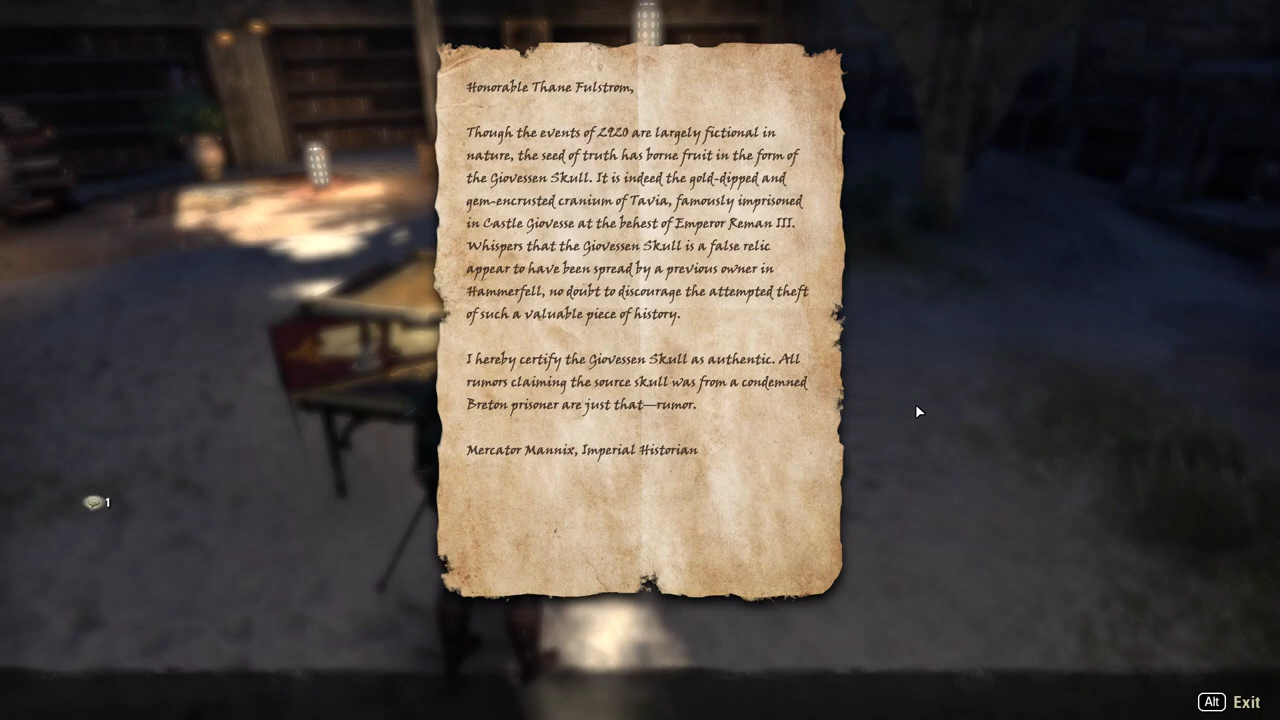 Honorable Thane Fulstrom,
Though the events of 2920 are largely fictional in
nature, the seed of truth has borne fruit in the form of
the Giovessen Skull. It is indeed the gold-dipped and
gem-encrusted cranium of Tavia, famously imprisoned
in Castle Giovesse at the behest of Emperor Reman III.
Whispers that the Giovessen Skull is a false relic
appear to have been spread by a previous owner in
Hammerfell, no doubt to discourage the attempted theft
of such a valuable piece of history.
I hereby certify the Giovessen Skull as authentic. All
rumors claiming the source skull was from a condemned
Breton prisoner are just that—rumor.
Mercator Mannix, Imperial Historian
1
Alt Exit